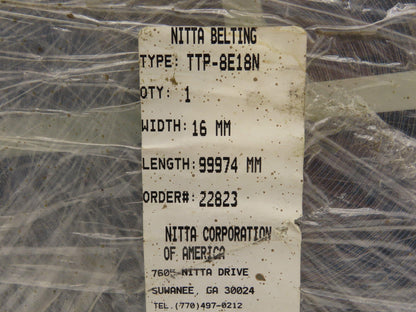 NITTA BELTING
TYPE: TTP-8E18N
QTY: 1
WIDTH: 16 MM
LENGTH: 99974 MM
ORDER#: 22823
NITTA CORPORATION
OF AMERICA
7605 NITTA DRIVE
SUWANEE, GA 30024
TEL.(770)497-0212